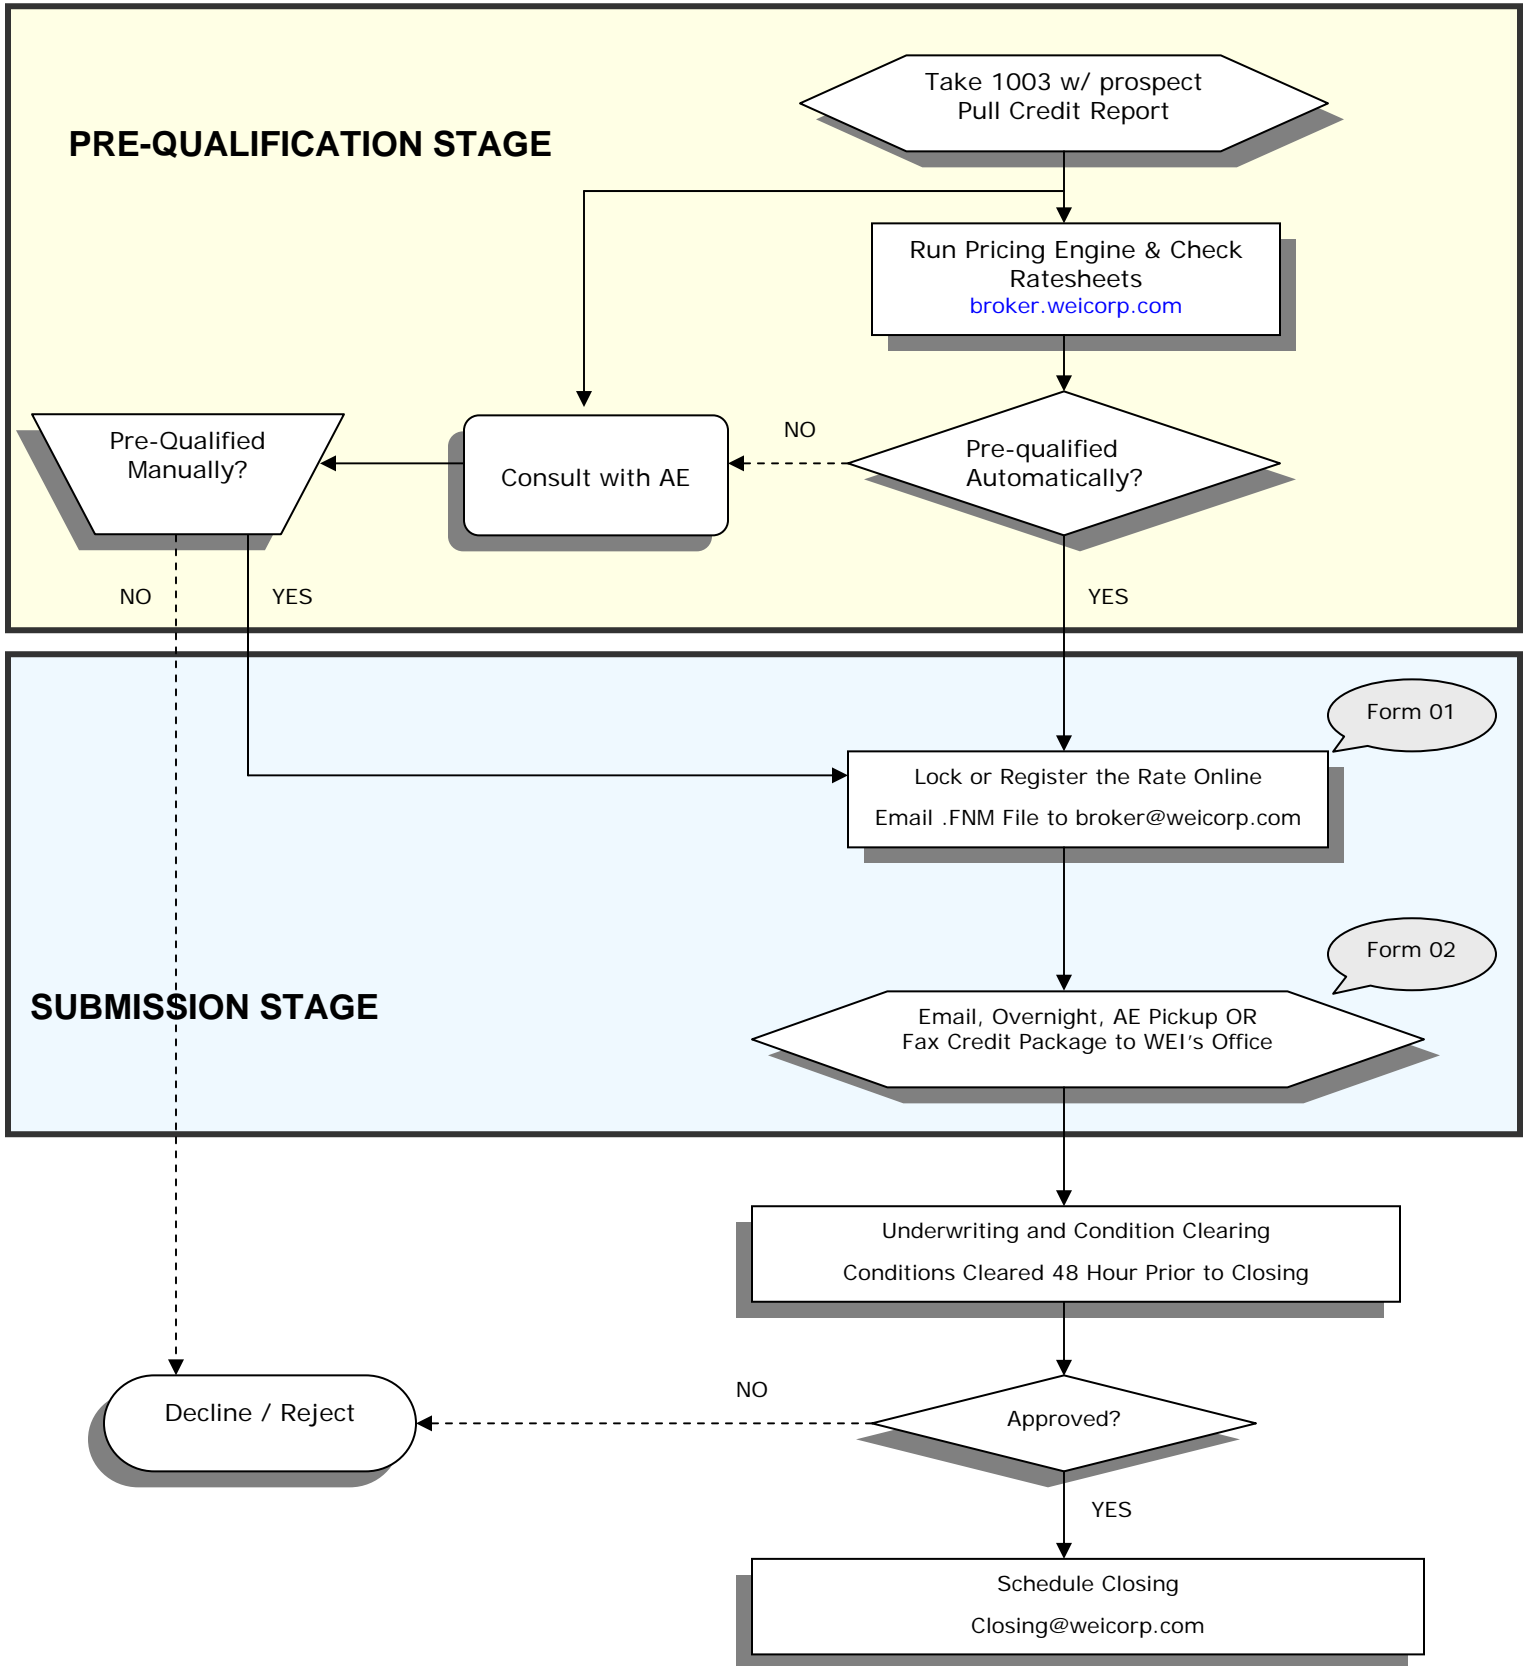 Take 1003 w/ prospect
Pull Credit Report
PRE-QUALIFICATION STAGE
Run Pricing Engine & Check
Ratesheets
broker.weicorp.com
Pre-Qualified
Manually?
Consult with AE
NO
Pre-qualified
Automatically?
NO
YES
YES
Form 01
Lock or Register the Rate Online
Email .FNM File to broker@weicorp.com
Form 02
SUBMISSION STAGE
Email, Overnight, AE Pickup OR
Fax Credit Package to WEI's Office
Underwriting and Condition Clearing
Conditions Cleared 48 Hour Prior to Closing
NO
Decline / Reject
Approved?
YES
Schedule Closing
Closing@weicorp.com